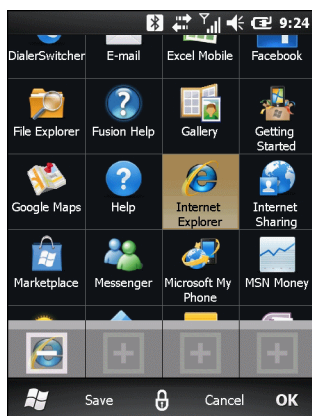 9:24
DialerSwitcher E-mail Excel Mobile Facebook
File Explorer Fusion Help Gallery Getting
Started
Google Maps Help Internet Internet
Explorer Sharing
Marketplace Messenger Microsoft My MSN Money
Phone
Save Cancel OK